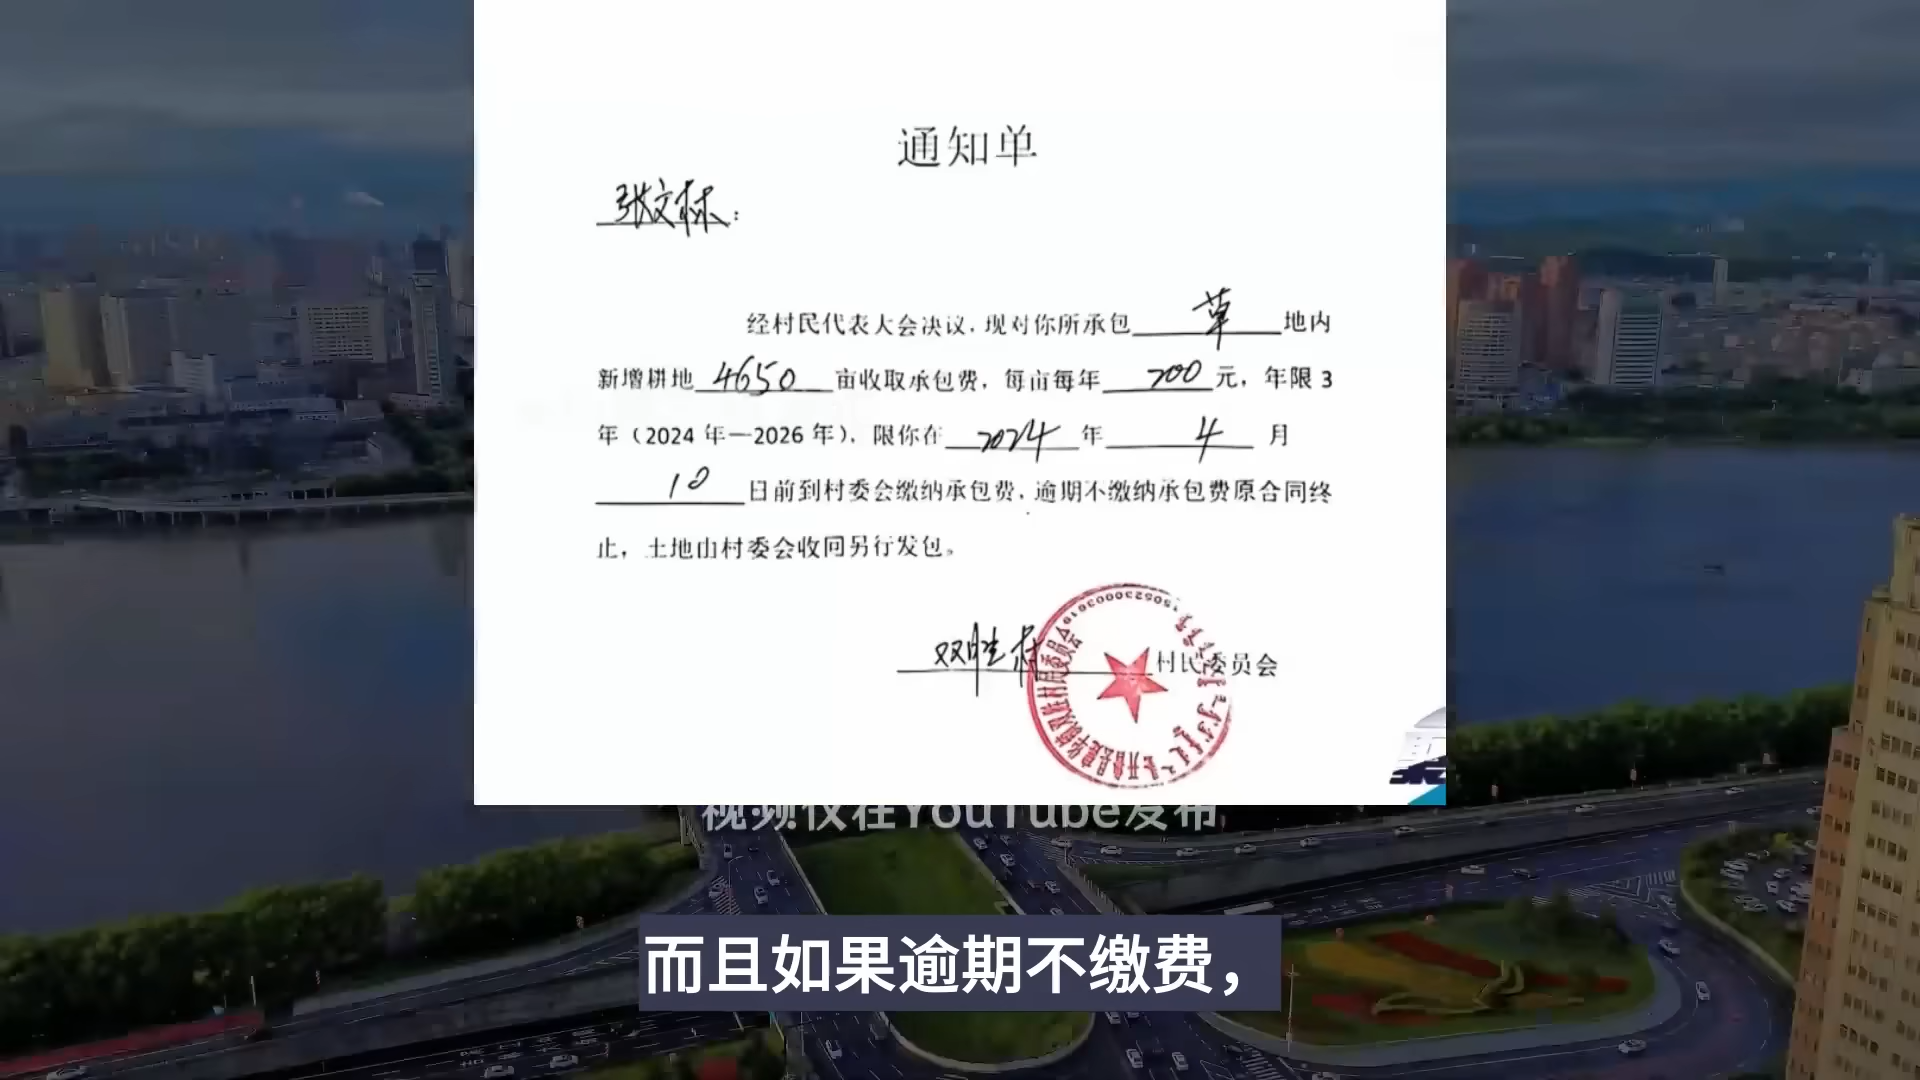 通知单
张文林：
经村民代表大会决议，现对你所承包 草 地内
新增耕地 4650 亩收取承包费，每亩每年 200 元，年限 3
年（2024 年—2026 年），限你在 2024 年 4 月
10 日前到村委会缴纳承包费，逾期不缴纳承包费原合同终
止，土地由村委会收回另行发包。
双胜村 村民委员会
视频仅在YouTube发布
而且如果逾期不缴费，